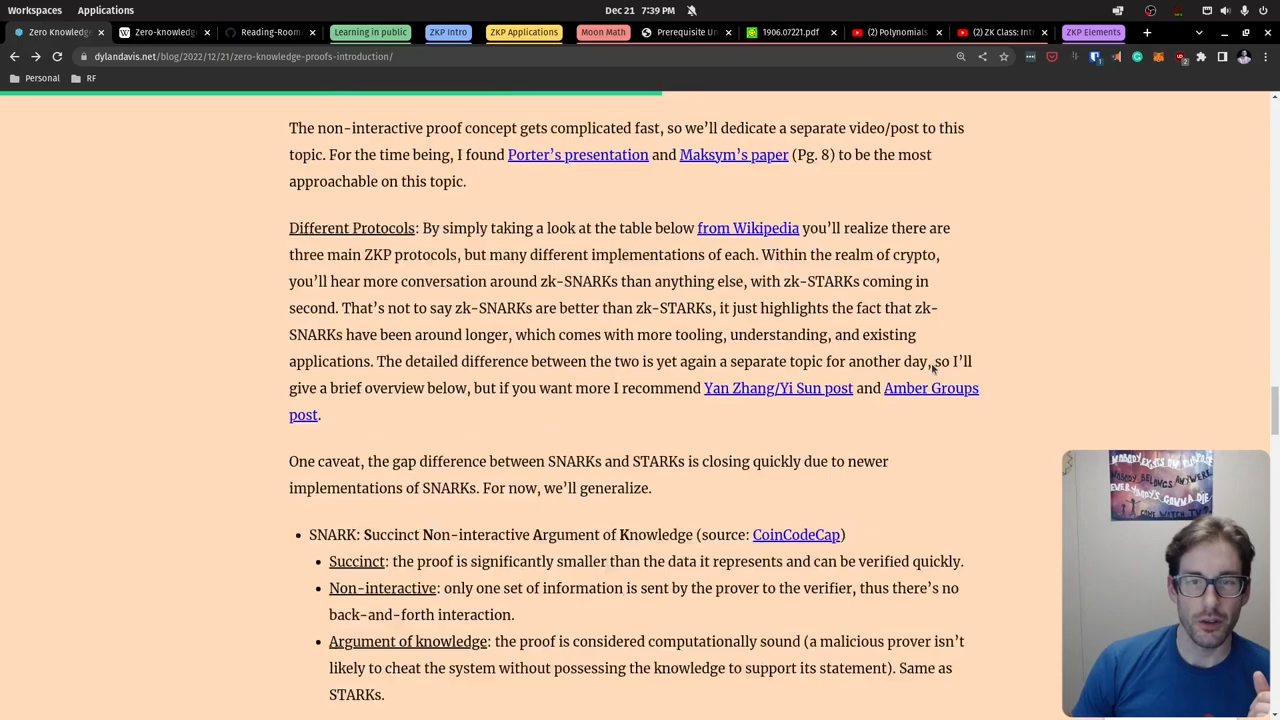 Workspaces Applications Dec 21 7:39 PM
Zero Knowledge Zero-knowledg Reading-Room Learning in public ZKP Intro ZKP Applications Moon Math Prerequisite Un 1906.07221.pdf (2) Polynomials (2) ZK Class: Int ZKP Elements
dylandavis.net/blog/2022/12/21/zero-knowledge-proofs-introduction/
Personal RF
The non-interactive proof concept gets complicated fast, so we'll dedicate a separate video/post to this
topic. For the time being, I found Porter's presentation and Maksym's paper (Pg. 8) to be the most
approachable on this topic.
Different Protocols: By simply taking a look at the table below from Wikipedia you'll realize there are
three main ZKP protocols, but many different implementations of each. Within the realm of crypto,
you'll hear more conversation around zk-SNARKs than anything else, with zk-STARKs coming in
second. That's not to say zk-SNARKs are better than zk-STARKs, it just highlights the fact that zk-
SNARKs have been around longer, which comes with more tooling, understanding, and existing
applications. The detailed difference between the two is yet again a separate topic for another day, so I'll
give a brief overview below, but if you want more I recommend Yan Zhang/Yi Sun post and Amber Groups
post.
One caveat, the gap difference between SNARKs and STARKs is closing quickly due to newer
implementations of SNARKs. For now, we'll generalize.
SNARK: Succinct Non-interactive Argument of Knowledge (source: CoinCodeCap)
Succinct: the proof is significantly smaller than the data it represents and can be verified quickly.
Non-interactive: only one set of information is sent by the prover to the verifier, thus there's no
back-and-forth interaction.
Argument of knowledge: the proof is considered computationally sound (a malicious prover isn't
likely to cheat the system without possessing the knowledge to support its statement). Same as
STARKs.
NOBODY EXISTS ON PURPOSE
NOBODY BELONGS ANYWHERE
EVERYBODY'S GONNA DIE
COME WATCH T.V.